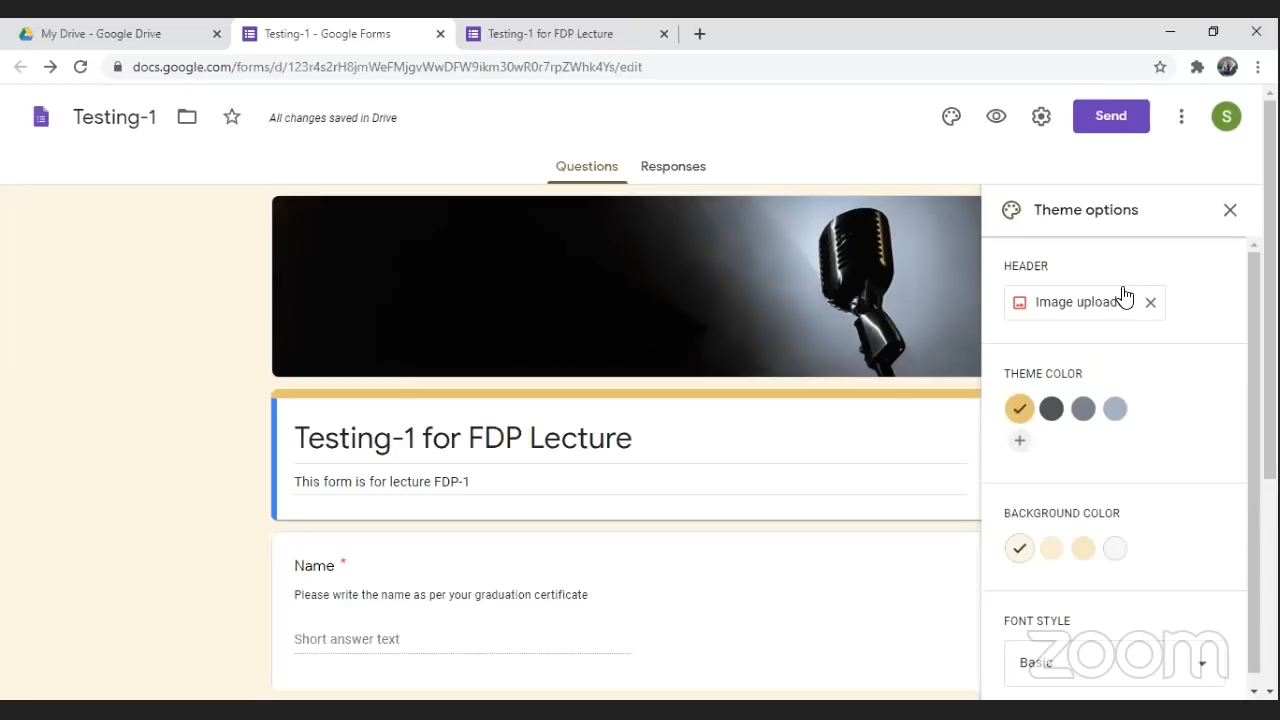 My Drive - Google Drive
Testing-1 - Google Forms
Testing-1 for FDP Lecture
docs.google.com/forms/d/123r4s2rH8jmWeFMjgvWwDFW9ikm30wR0r7rpZWhk4Ys/edit
Testing-1
All changes saved in Drive
Send
S
Questions
Responses
Theme options
HEADER
Image upload
THEME COLOR
Testing-1 for FDP Lecture
This form is for lecture FDP-1
BACKGROUND COLOR
Name *
Please write the name as per your graduation certificate
Short answer text
FONT STYLE
Basic
zoom